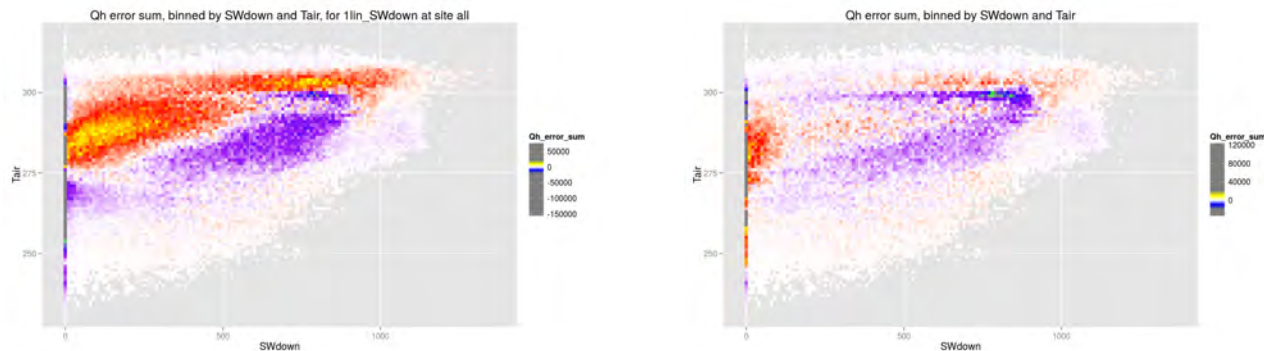 Qh error sum, binned by SWdown and Tair, for 1lin_SWdown at site all
300
275
250
Tair
0
500
1000
SWdown
Qh_error_sum
50000
0
-50000
-100000
-150000
Qh error sum, binned by SWdown and Tair
300
275
250
Tair
0
500
1000
SWdown
Qh_error_sum
120000
80000
40000
0